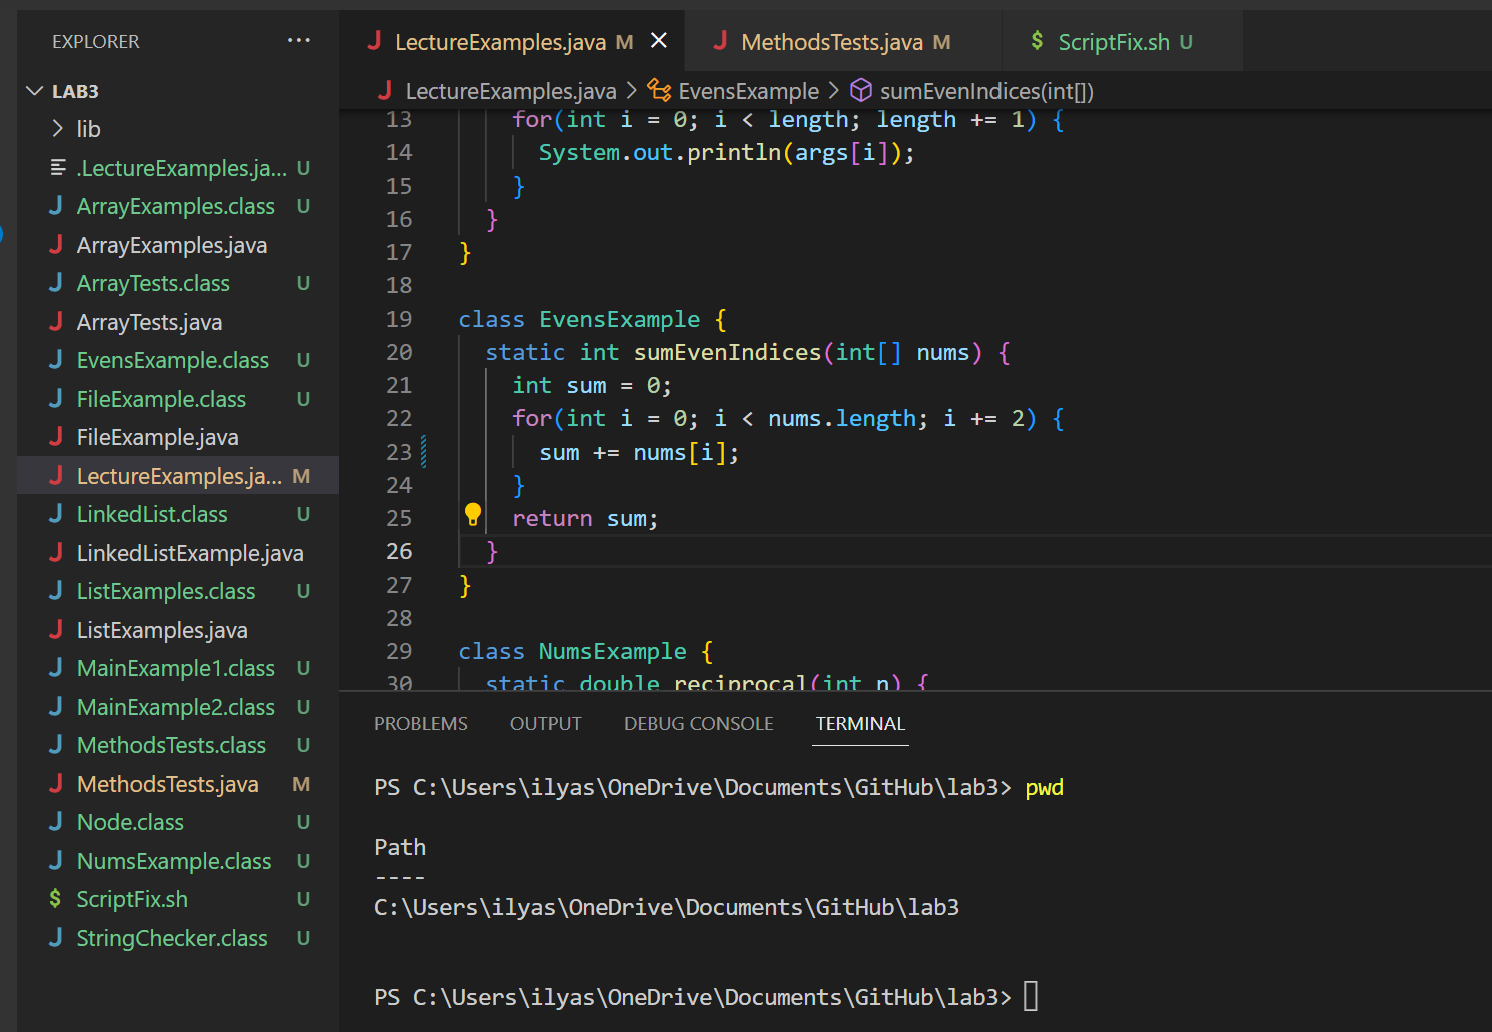 EXPLORER ...
LAB3
lib
.LectureExamples.ja... U
ArrayExamples.class U
ArrayExamples.java
ArrayTests.class U
ArrayTests.java
EvensExample.class U
FileExample.class U
FileExample.java
LectureExamples.ja... M
LinkedList.class U
LinkedListExample.java
ListExamples.class U
ListExamples.java
MainExample1.class U
MainExample2.class U
MethodsTests.class U
MethodsTests.java M
Node.class U
NumsExample.class U
$ ScriptFix.sh U
StringChecker.class U
LectureExamples.java M MethodsTests.java M $ ScriptFix.sh U
LectureExamples.java > EvensExample > sumEvenIndices(int[])
13 for(int i = 0; i < length; length += 1) {
14 System.out.println(args[i]);
15 }
16 }
17 }
18
19 class EvensExample {
20 static int sumEvenIndices(int[] nums) {
21 int sum = 0;
22 for(int i = 0; i < nums.length; i += 2) {
23 sum += nums[i];
24 }
25 return sum;
26 }
27 }
28
29 class NumsExample {
30 static double reciprocal(int n) {
PROBLEMS OUTPUT DEBUG CONSOLE TERMINAL
PS C:\Users\ilyas\OneDrive\Documents\GitHub\lab3> pwd
Path
----
C:\Users\ilyas\OneDrive\Documents\GitHub\lab3
PS C:\Users\ilyas\OneDrive\Documents\GitHub\lab3>